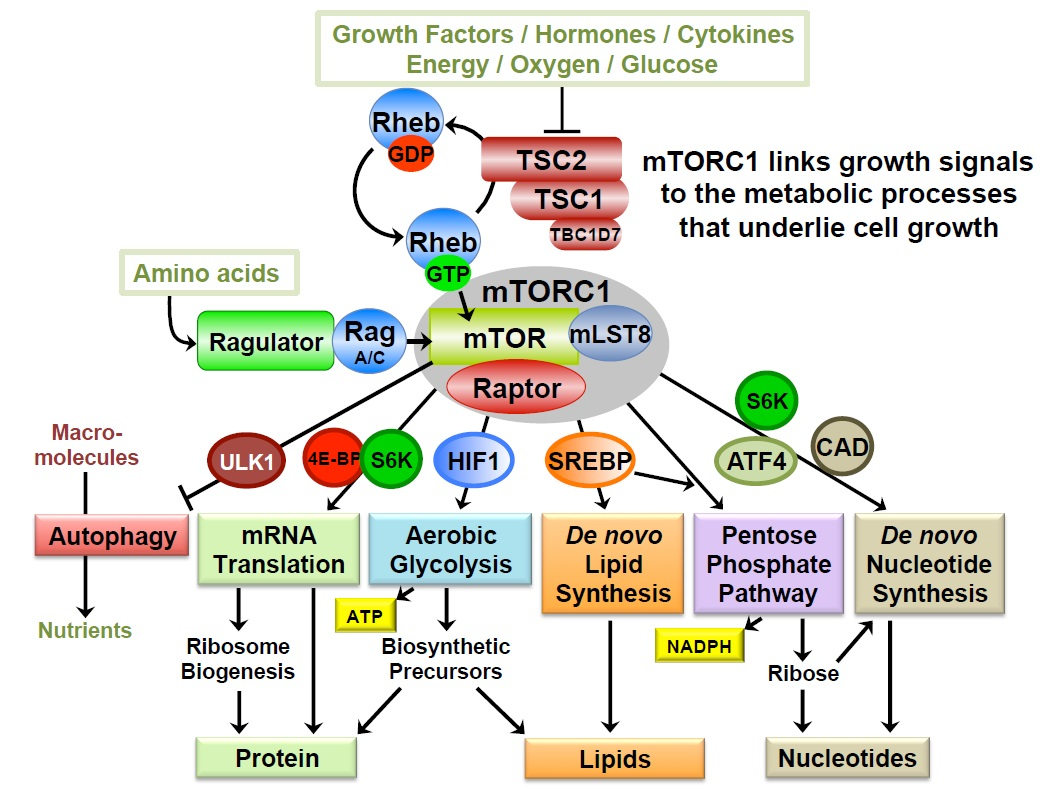 Growth Factors / Hormones / Cytokines
Energy / Oxygen / Glucose
Rheb
GDP
TSC2
TSC1
TBC1D7
mTORC1 links growth signals
to the metabolic processes
that underlie cell growth
Rheb
GTP
Amino acids
Ragulator
Rag
A/C
mTORC1
mTOR
mLST8
Raptor
Macro-
molecules
ULK1
4E-BP
S6K
HIF1
SREBP
S6K
ATF4
CAD
Autophagy
mRNA
Translation
Aerobic
Glycolysis
De novo
Lipid
Synthesis
Pentose
Phosphate
Pathway
De novo
Nucleotide
Synthesis
Nutrients
ATP
NADPH
Ribosome
Biogenesis
Biosynthetic
Precursors
Ribose
Protein
Lipids
Nucleotides